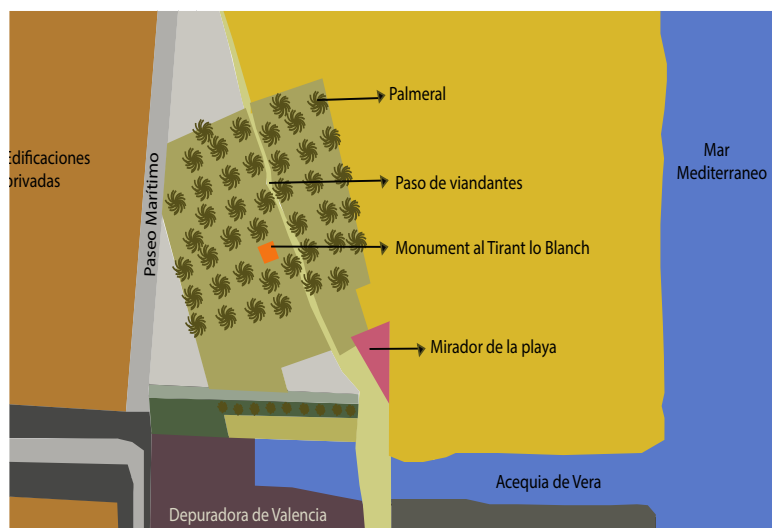 Palmeral
Edificaciones
privadas
Mar
Mediterraneo
Paso de viandantes
Paseo Marítimo
Monument al Tirant lo Blanch
Mirador de la playa
Acequia de Vera
Depuradora de Valencia